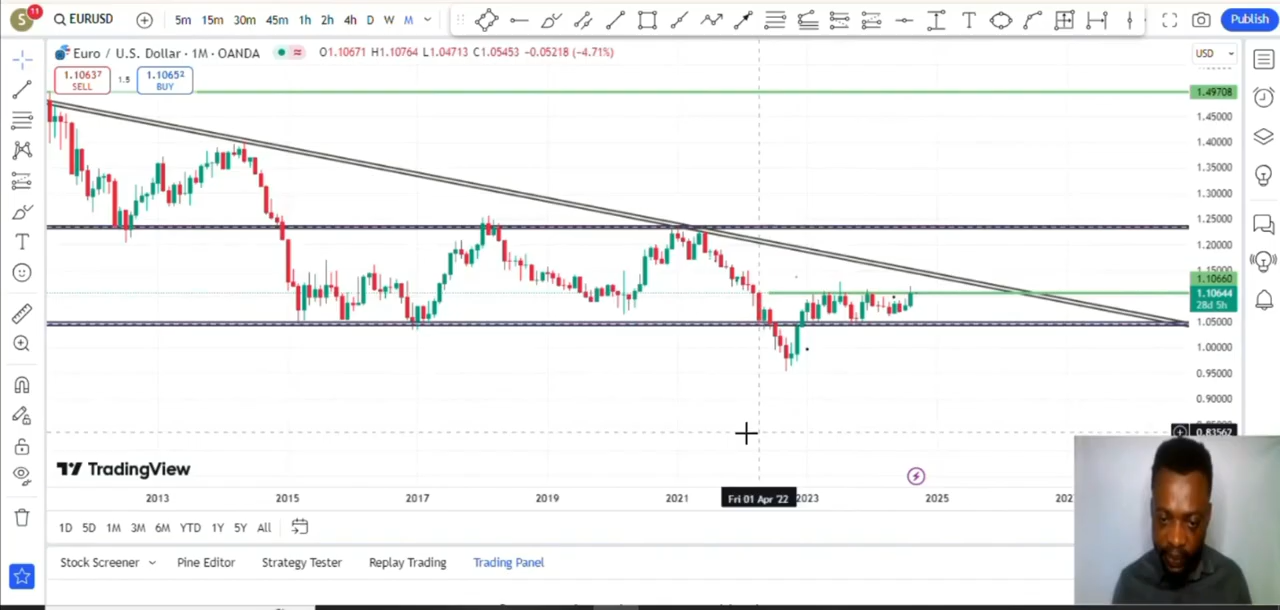 S 11 EURUSD 5m 15m 30m 45m 1h 2h 4h D W M Publish
Euro / U.S. Dollar · 1M · OANDA O1.10671 H1.10764 L1.04713 C1.05453 -0.05218 (-4.71%) USD
1.10637 1.5 1.10652
SELL BUY
1.49708
1.45000
1.40000
1.35000
1.30000
1.25000
1.20000
1.15000
1.10660
1.10644
28d 5h
1.05000
1.00000
0.95000
0.90000
0.83562
TradingView
2013 2015 2017 2019 2021 Fri 01 Apr '22 2023 2025
1D 5D 1M 3M 6M YTD 1Y 5Y All
Stock Screener Pine Editor Strategy Tester Replay Trading Trading Panel